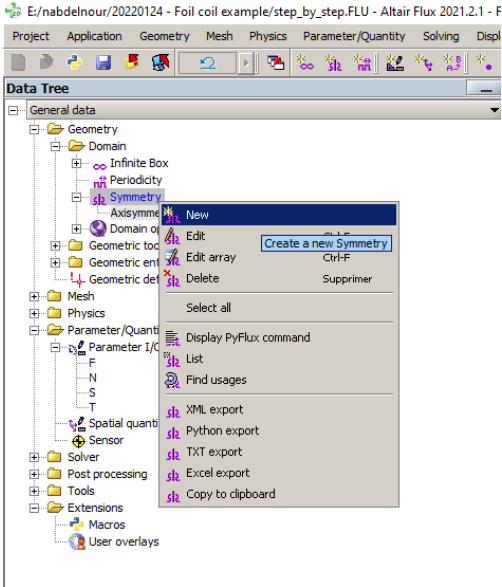 E:/nabdelnour/20220124 - Foil coil example/step_by_step.FLU - Altair Flux 2021.2.1 - F
Project Application Geometry Mesh Physics Parameter/Quantity Solving Displ
Data Tree
General data
Geometry
Domain
Infinite Box
Periodicity
Symmetry
Axisymme
New
Domain op
Edit
Create a new Symmetry
Geometric too
Edit array Ctrl-F
Geometric ent
Geometric def
Delete Supprimer
Mesh
Physics
Select all
Parameter/Quanti
Parameter I/O
Display PyFlux command
F
List
N
Find usages
S
T
XML export
Spatial quanti
Python export
Sensor
Solver
TXT export
Post processing
Excel export
Tools
Copy to clipboard
Extensions
Macros
User overlays